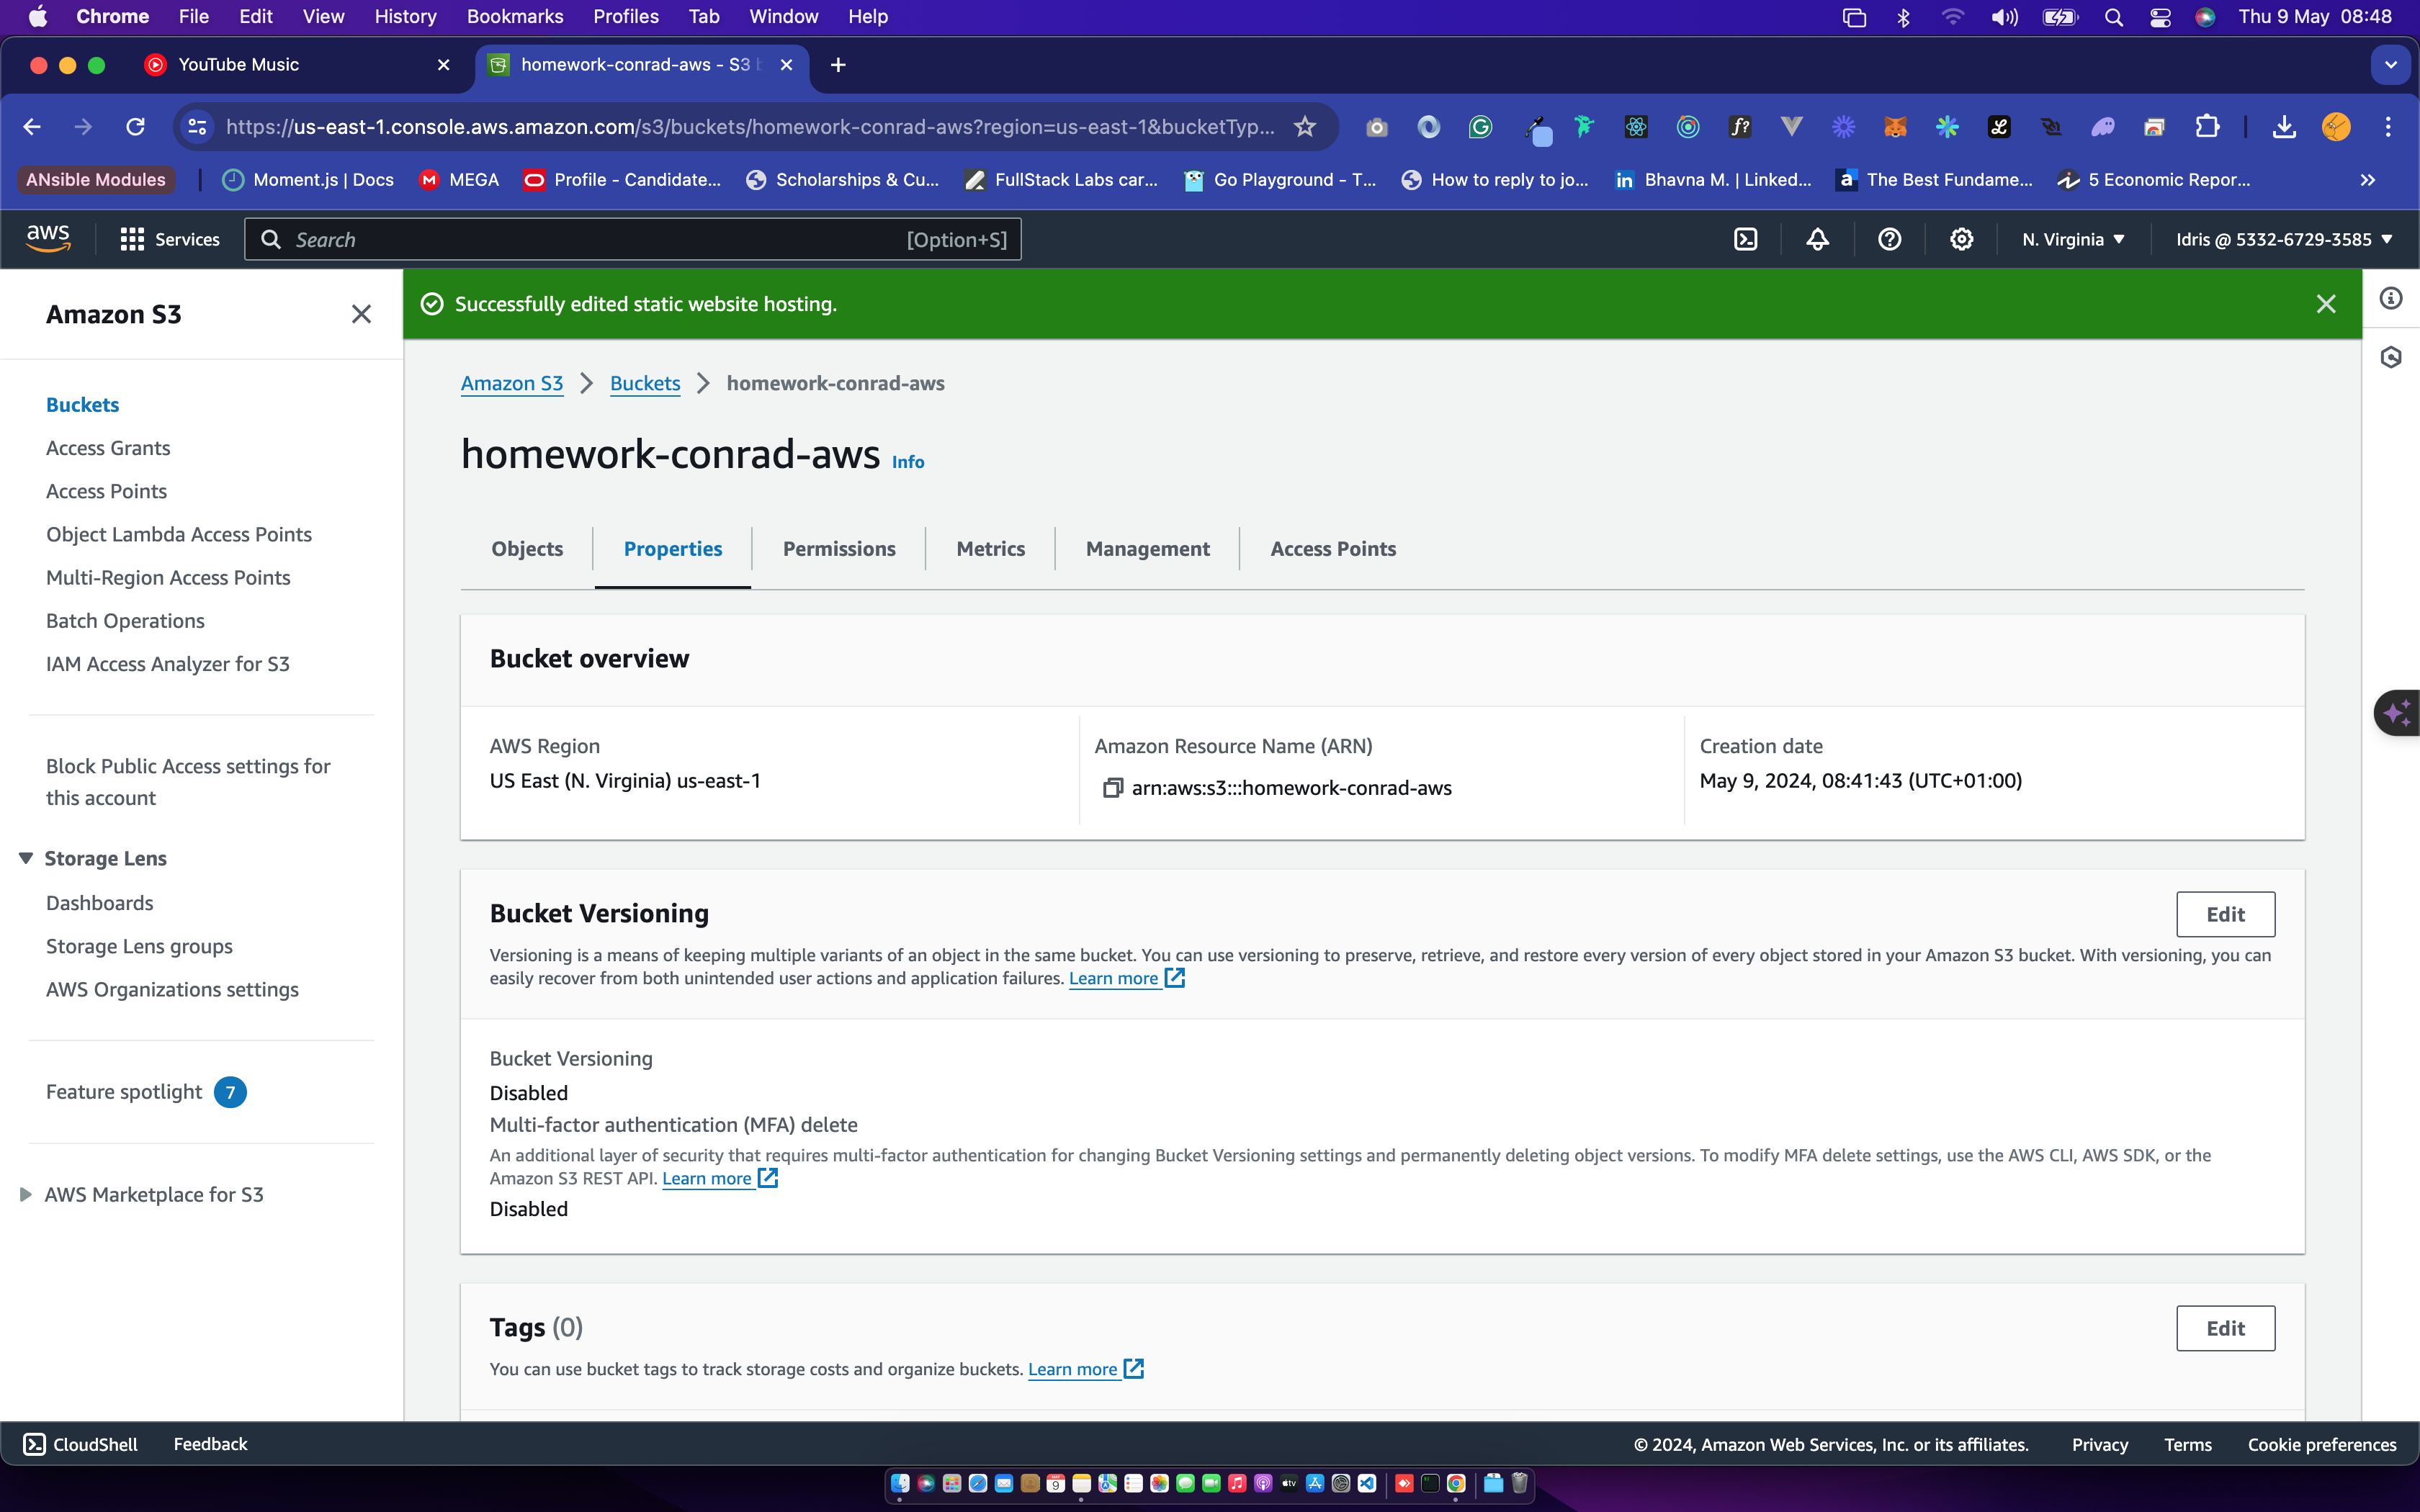 Chrome File Edit View History Bookmarks Profiles Tab Window Help Thu 9 May 08:48
YouTube Music homework-conrad-aws - S3 b
https://us-east-1.console.aws.amazon.com/s3/buckets/homework-conrad-aws?region=us-east-1&bucketTyp...
ANsible Modules Moment.js | Docs MEGA Profile - Candidate... Scholarships & Cu... FullStack Labs car... Go Playground - T... How to reply to jo... Bhavna M. | Linked... The Best Fundame... 5 Economic Repor...
aws Services Search [Option+S] N. Virginia Idris @ 5332-6729-3585
Amazon S3
Buckets
Access Grants
Access Points
Object Lambda Access Points
Multi-Region Access Points
Batch Operations
IAM Access Analyzer for S3
Block Public Access settings for
this account
Storage Lens
Dashboards
Storage Lens groups
AWS Organizations settings
Feature spotlight 7
AWS Marketplace for S3
Successfully edited static website hosting.
Amazon S3 Buckets homework-conrad-aws
homework-conrad-aws Info
Objects Properties Permissions Metrics Management Access Points
Bucket overview
AWS Region
US East (N. Virginia) us-east-1
Amazon Resource Name (ARN)
arn:aws:s3:::homework-conrad-aws
Creation date
May 9, 2024, 08:41:43 (UTC+01:00)
Bucket Versioning Edit
Versioning is a means of keeping multiple variants of an object in the same bucket. You can use versioning to preserve, retrieve, and restore every version of every object stored in your Amazon S3 bucket. With versioning, you can
easily recover from both unintended user actions and application failures. Learn more
Bucket Versioning
Disabled
Multi-factor authentication (MFA) delete
An additional layer of security that requires multi-factor authentication for changing Bucket Versioning settings and permanently deleting object versions. To modify MFA delete settings, use the AWS CLI, AWS SDK, or the
Amazon S3 REST API. Learn more
Disabled
Tags (0) Edit
You can use bucket tags to track storage costs and organize buckets. Learn more
CloudShell Feedback © 2024, Amazon Web Services, Inc. or its affiliates. Privacy Terms Cookie preferences